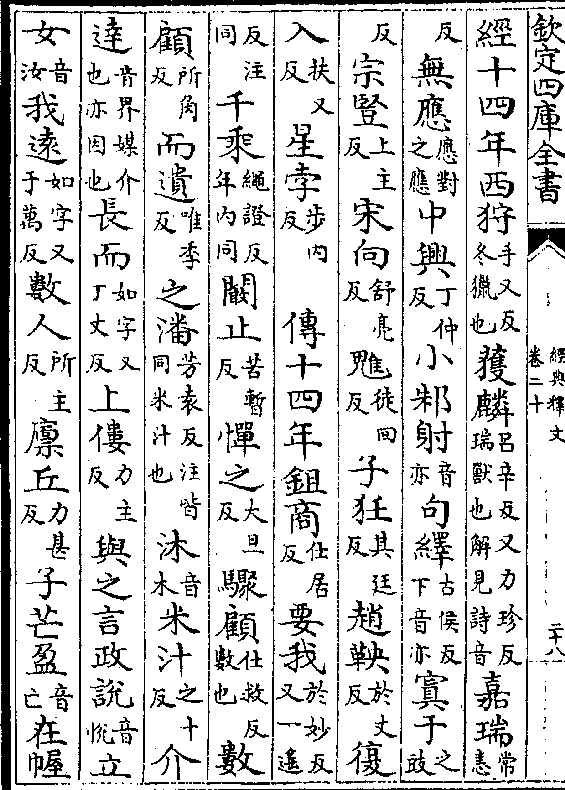 欽定四庫全書 經典釋文 卷二十 二十八
經十四年西狩手又反冬獵也獲麟呂辛反又力珍反瑞獸也解見詩音嘉瑞常恚
反無應應對之應中興丁仲反小邾射音亦句繹古侯反下音亦寘于之豉
反宗豎上主反宋向舒亮反魋徒回反子狂其廷反趙鞅於丈反復
入扶又反星孛步內反 傳十四年鉏商仕居反要我於妙反又一遙
反注同千乘繩證反年內同闞止苦暫反憚之大旦反驟顧仕救反數也數
顧所角反而遺唯季反之潘芳袁反注皆同米汁也沐音木米汁之十反介
達音界媒介也亦因也長而如字又丁丈反上僂力主反與之言政說音悅立
女音汝我遠如字又于萬反數人所主反廩丘力甚反子芒盈音亡在幄